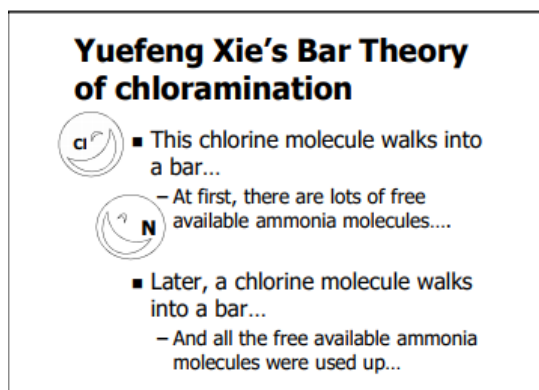 Yuefeng Xie's Bar Theory
of chloramination
Cl
■ This chlorine molecule walks into
a bar…
– At first, there are lots of free
available ammonia molecules….
N
■ Later, a chlorine molecule walks
into a bar…
– And all the free available ammonia
molecules were used up…